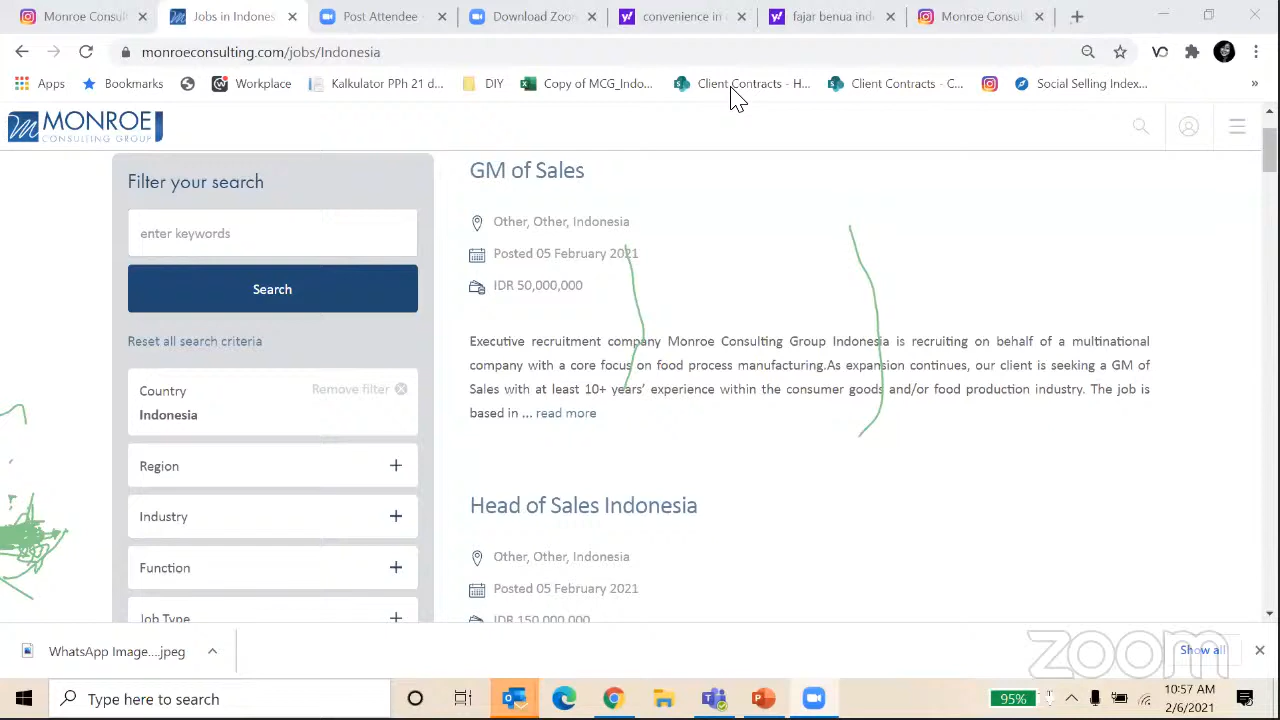 Monroe Consult
Jobs in Indones
Post Attendee
Download Zoom
convenience in
fajar benua ind
Monroe Consul
monroeconsulting.com/jobs/Indonesia
Apps
Bookmarks
Workplace
Kalkulator PPh 21 d...
DIY
Copy of MCG_Indo...
Client Contracts - H...
Client Contracts - C...
Social Selling Index...
»
MONROE
CONSULTING GROUP
Filter your search
enter keywords
Search
Reset all search criteria
Country
Remove filter
Indonesia
Region
Industry
Function
Job Type
GM of Sales
Other, Other, Indonesia
Posted 05 February 2021
IDR 50,000,000
Executive recruitment company Monroe Consulting Group Indonesia is recruiting on behalf of a multinational
company with a core focus on food process manufacturing.As expansion continues, our client is seeking a GM of
Sales with at least 10+ years' experience within the consumer goods and/or food production industry. The job is
based in ... read more
Head of Sales Indonesia
Other, Other, Indonesia
Posted 05 February 2021
IDR 150,000,000
WhatsApp Image....jpeg
Show all
zoom
Type here to search
95%
10:57 AM
2/6/2021